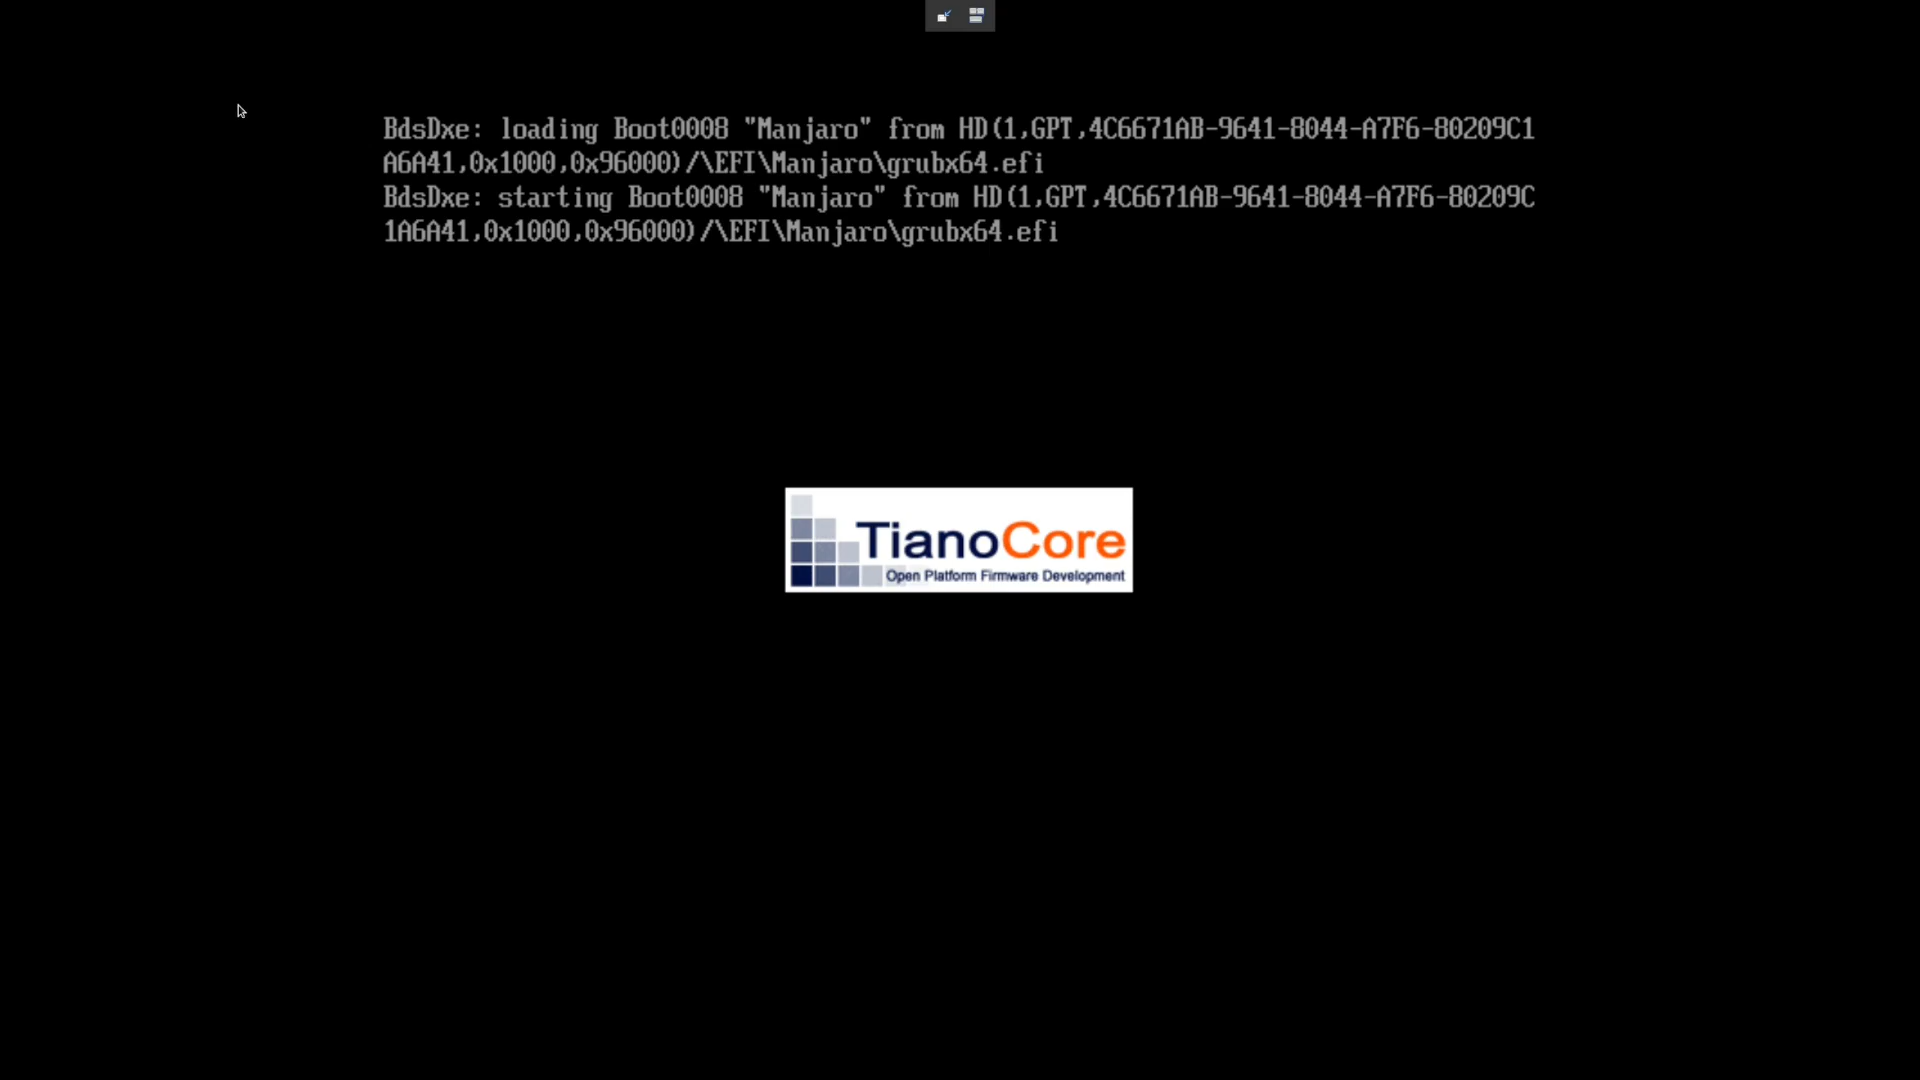 BdsDxe: loading Boot0008 "Manjaro" from HD(1,GPT,4C6671AB-9641-8044-A7F6-80209C1
A6A41,0x1000,0x96000)/\EFI\Manjaro\grubx64.efi
BdsDxe: starting Boot0008 "Manjaro" from HD(1,GPT,4C6671AB-9641-8044-A7F6-80209C
1A6A41,0x1000,0x96000)/\EFI\Manjaro\grubx64.efi
TianoCore
Open Platform Firmware Development